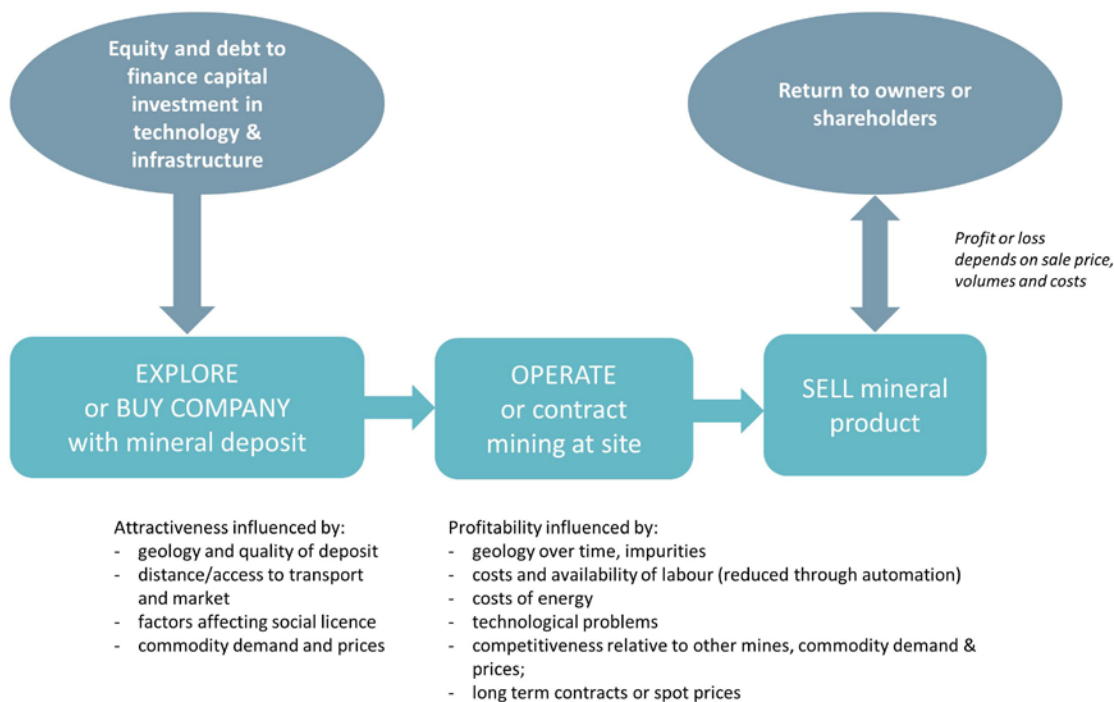 Equity and debt to
finance capital
investment in
technology &
infrastructure
Return to owners or
shareholders
Profit or loss
depends on sale price,
volumes and costs
EXPLORE
or BUY COMPANY
with mineral deposit
OPERATE
or contract
mining at site
SELL mineral
product
Attractiveness influenced by:
- geology and quality of deposit
- distance/access to transport
and market
- factors affecting social licence
- commodity demand and prices
Profitability influenced by:
- geology over time, impurities
- costs and availability of labour (reduced through automation)
- costs of energy
- technological problems
- competitiveness relative to other mines, commodity demand &
prices;
- long term contracts or spot prices